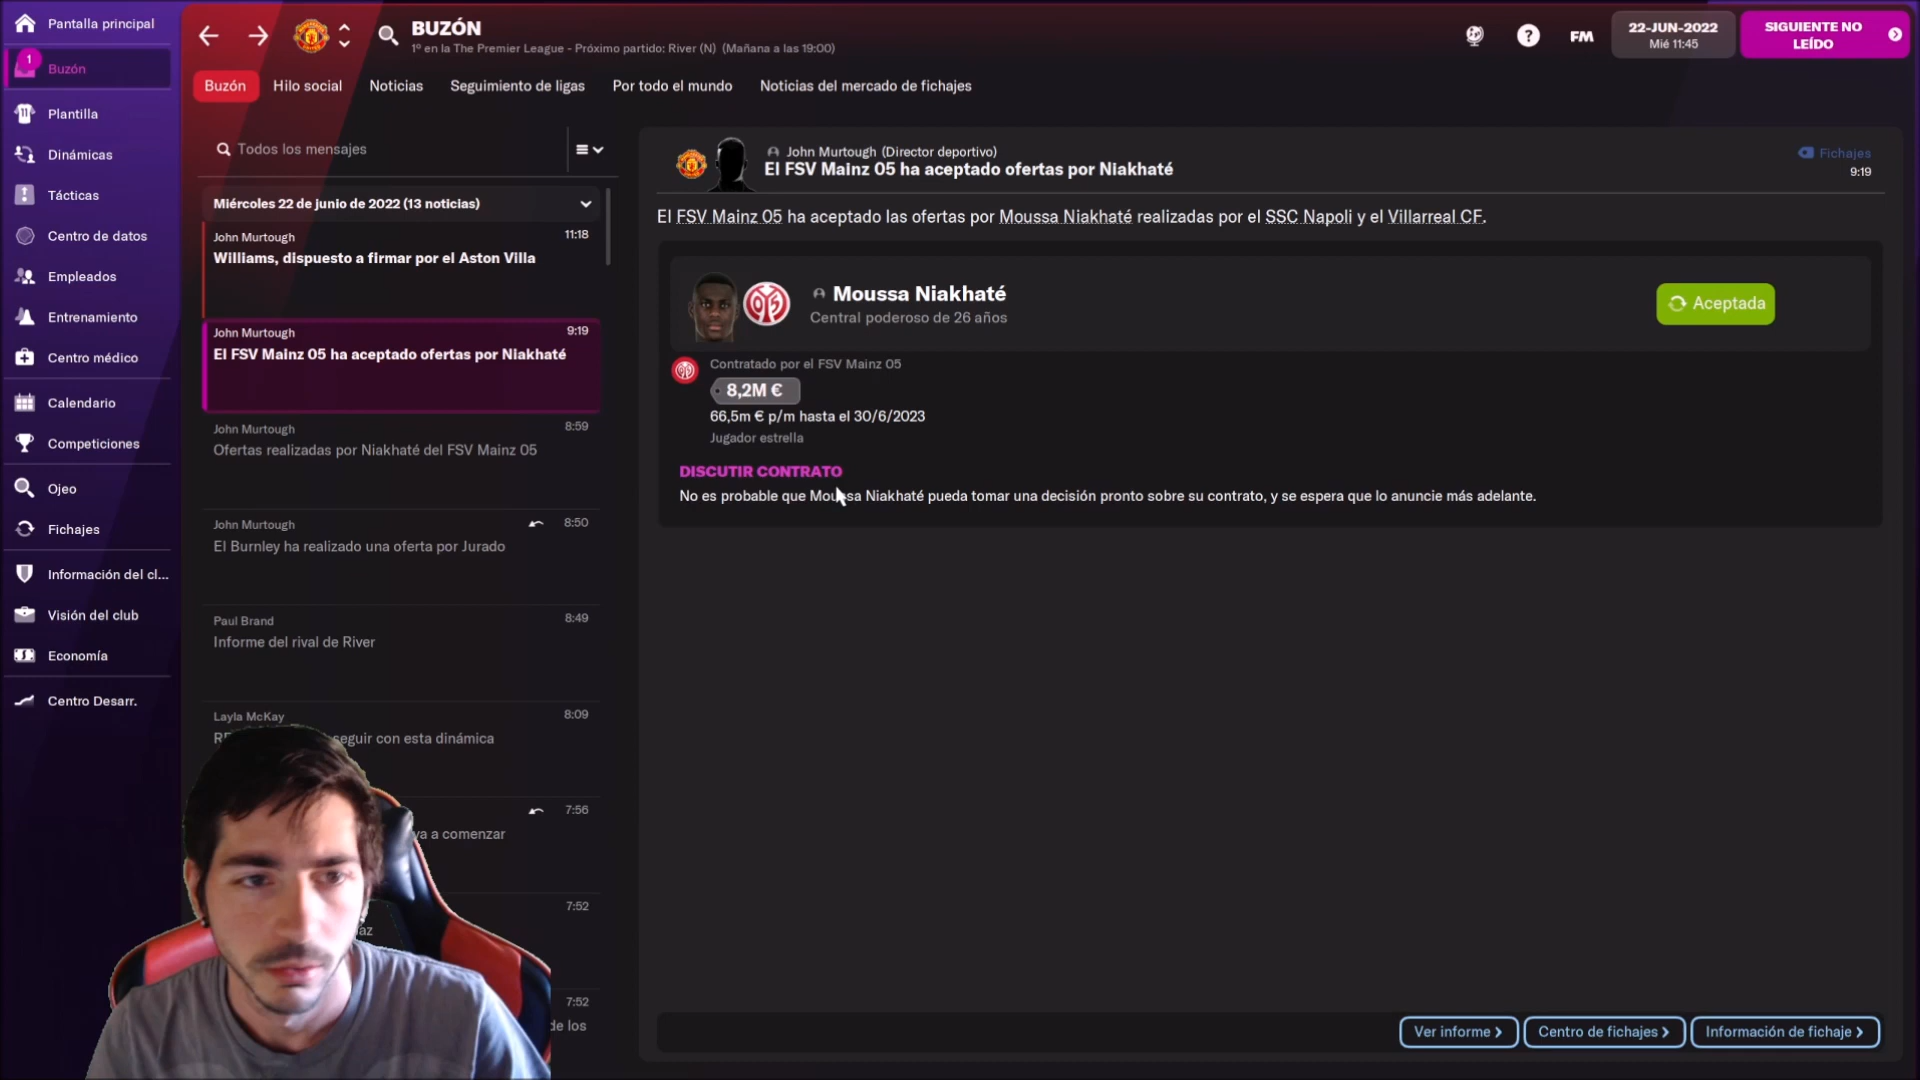 Pantalla principal
1
Buzón
Plantilla
Dinámicas
Tácticas
Centro de datos
Empleados
Entrenamiento
Centro médico
Calendario
Competiciones
Ojeo
Fichajes
Información del cl...
Visión del club
Economía
Centro Desarr.
BUZÓN
1º en la The Premier League - Próximo partido: River (N) (Mañana a las 19:00)
?
FM
22-JUN-2022
Mié 11:45
SIGUIENTE NO
LEÍDO
Buzón
Hilo social
Noticias
Seguimiento de ligas
Por todo el mundo
Noticias del mercado de fichajes
Todos los mensajes
Miércoles 22 de junio de 2022 (13 noticias)
John Murtough 11:18
Williams, dispuesto a firmar por el Aston Villa
John Murtough 9:19
El FSV Mainz 05 ha aceptado ofertas por Niakhaté
John Murtough 8:59
Ofertas realizadas por Niakhaté del FSV Mainz 05
John Murtough 8:50
El Burnley ha realizado una oferta por Jurado
Paul Brand 8:49
Informe del rival de River
Layla McKay 8:09
seguir con esta dinámica
7:56
va a comenzar
7:52
7:52
de los
John Murtough (Director deportivo)
El FSV Mainz 05 ha aceptado ofertas por Niakhaté
Fichajes
9:19
El FSV Mainz 05 ha aceptado las ofertas por Moussa Niakhaté realizadas por el SSC Napoli y el Villarreal CF.
Moussa Niakhaté
Central poderoso de 26 años
Aceptada
Contratado por el FSV Mainz 05
8,2M €
66,5m € p/m hasta el 30/6/2023
Jugador estrella
DISCUTIR CONTRATO
No es probable que Moussa Niakhaté pueda tomar una decisión pronto sobre su contrato, y se espera que lo anuncie más adelante.
Ver informe
Centro de fichajes
Información de fichaje